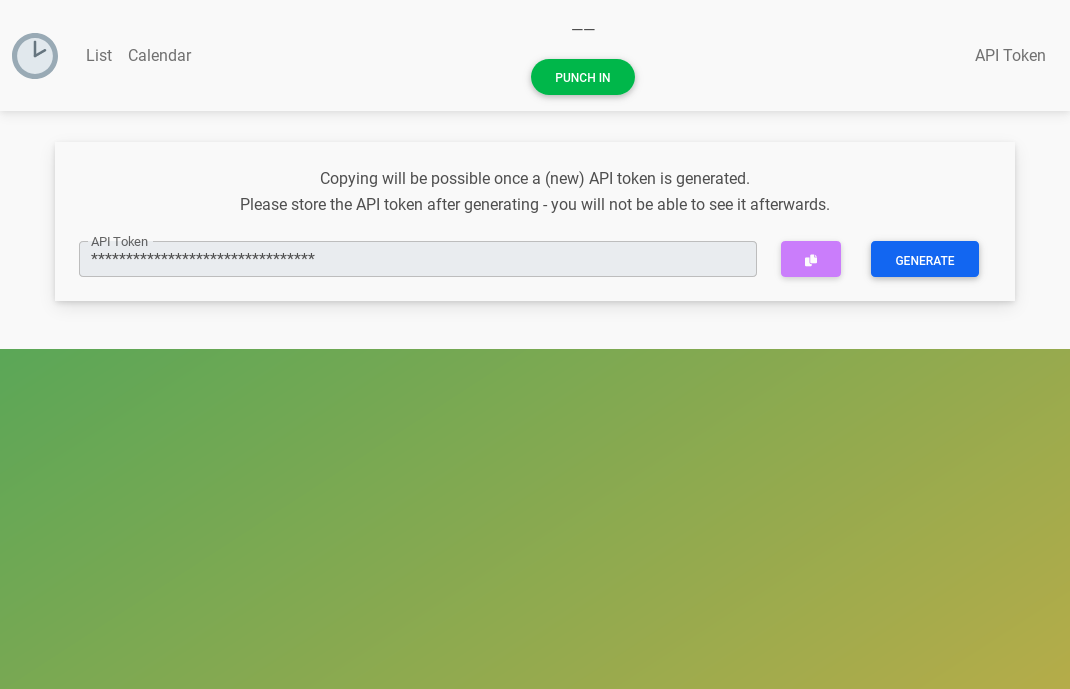 List Calendar
——
PUNCH IN
API Token
Copying will be possible once a (new) API token is generated.
Please store the API token after generating - you will not be able to see it afterwards.
API Token
********************************
GENERATE